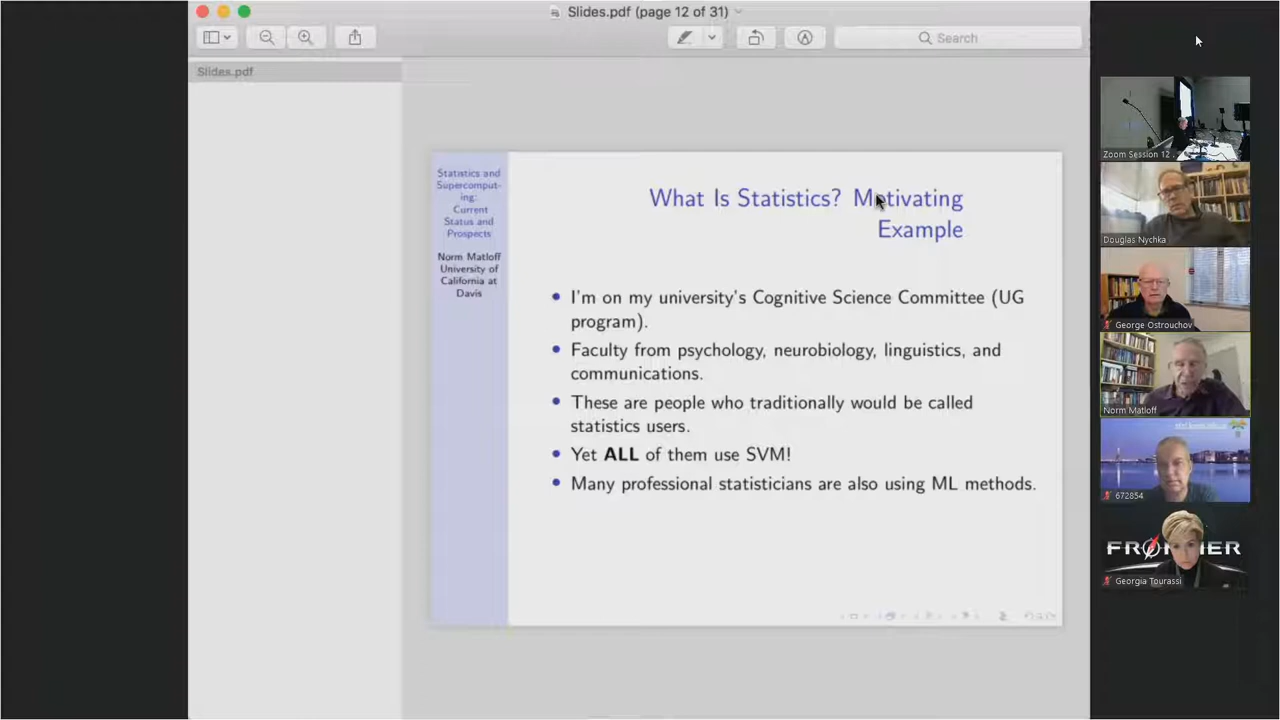 Slides.pdf (page 12 of 31)
Search
Slides.pdf
Statistics and
Supercomput-
ing:
Current
Status and
Prospects
Norm Matloff
University of
California at
Davis
What Is Statistics? Motivating
Example
• I'm on my university's Cognitive Science Committee (UG
program).
• Faculty from psychology, neurobiology, linguistics, and
communications.
• These are people who traditionally would be called
statistics users.
• Yet ALL of them use SVM!
• Many professional statisticians are also using ML methods.
Zoom Session 12
Douglas Nychka
George Ostrouchov
Norm Matloff
672854
FRONTIER
Georgia Tourassi